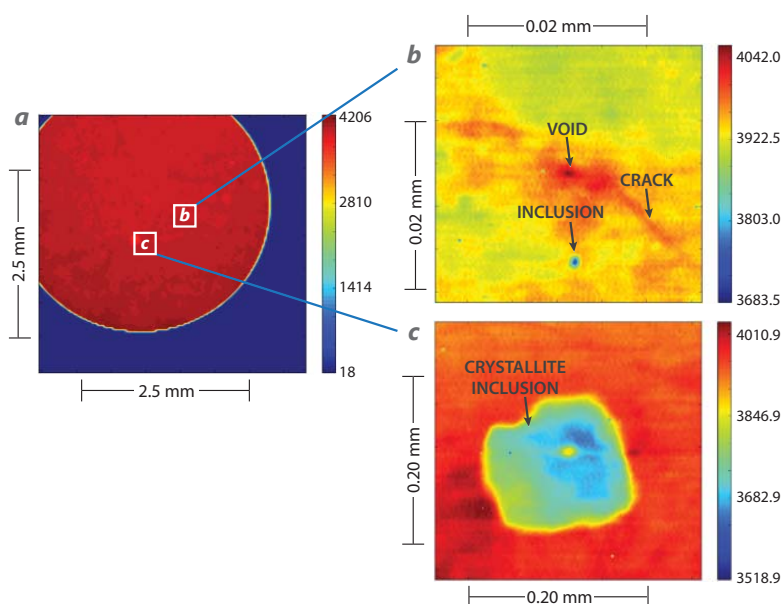 a
4206
2810
1414
18
2.5 mm
2.5 mm
b
c
b
0.02 mm
0.02 mm
VOID
CRACK
INCLUSION
4042.0
3922.5
3803.0
3683.5
c
CRYSTALLITE
INCLUSION
0.20 mm
0.20 mm
4010.9
3846.9
3682.9
3518.9